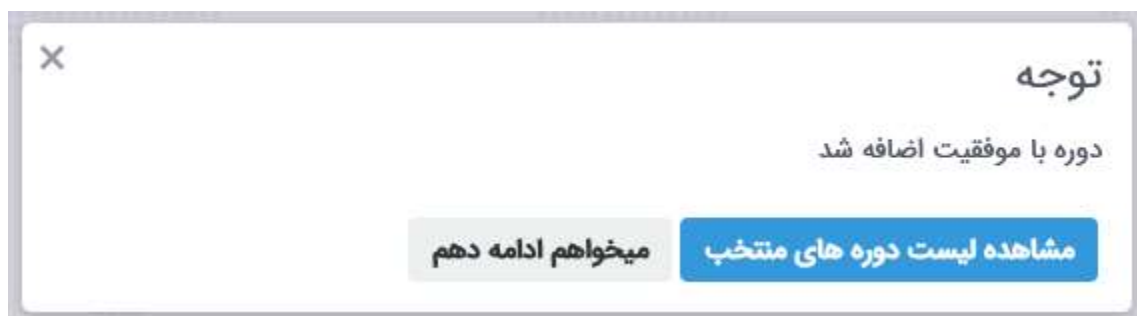 توجه
دوره با موفقیت اضافه شد
مشاهده لیست دوره های منتخب
میخواهم ادامه دهم